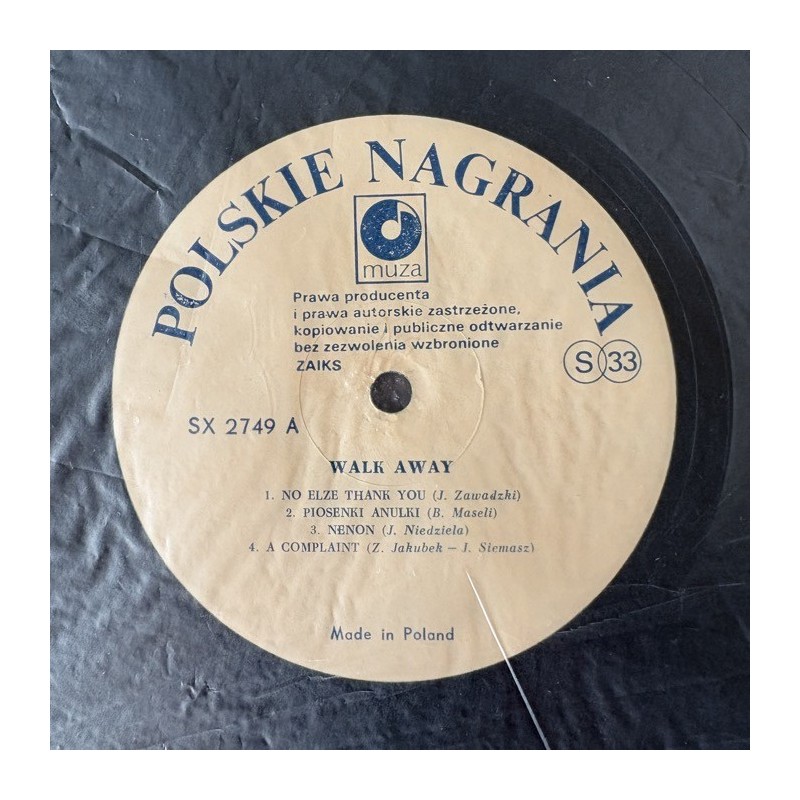 POLSKIE NAGRANIA
muza
Prawa producenta
i prawa autorskie zastrzeżone,
kopiowanie i publiczne odtwarzanie
bez zezwolenia wzbronione
ZAIKS
S 33
SX 2749 A
WALK AWAY
1. NO ELZE THANK YOU (J. Zawadzhi)
2. PIOSENKI ANULKI (B. Maseli)
3. NENON (J. Niedziela)
4. A COMPLAINT (Z. Jakubek – J. Siemasz)
Made in Poland